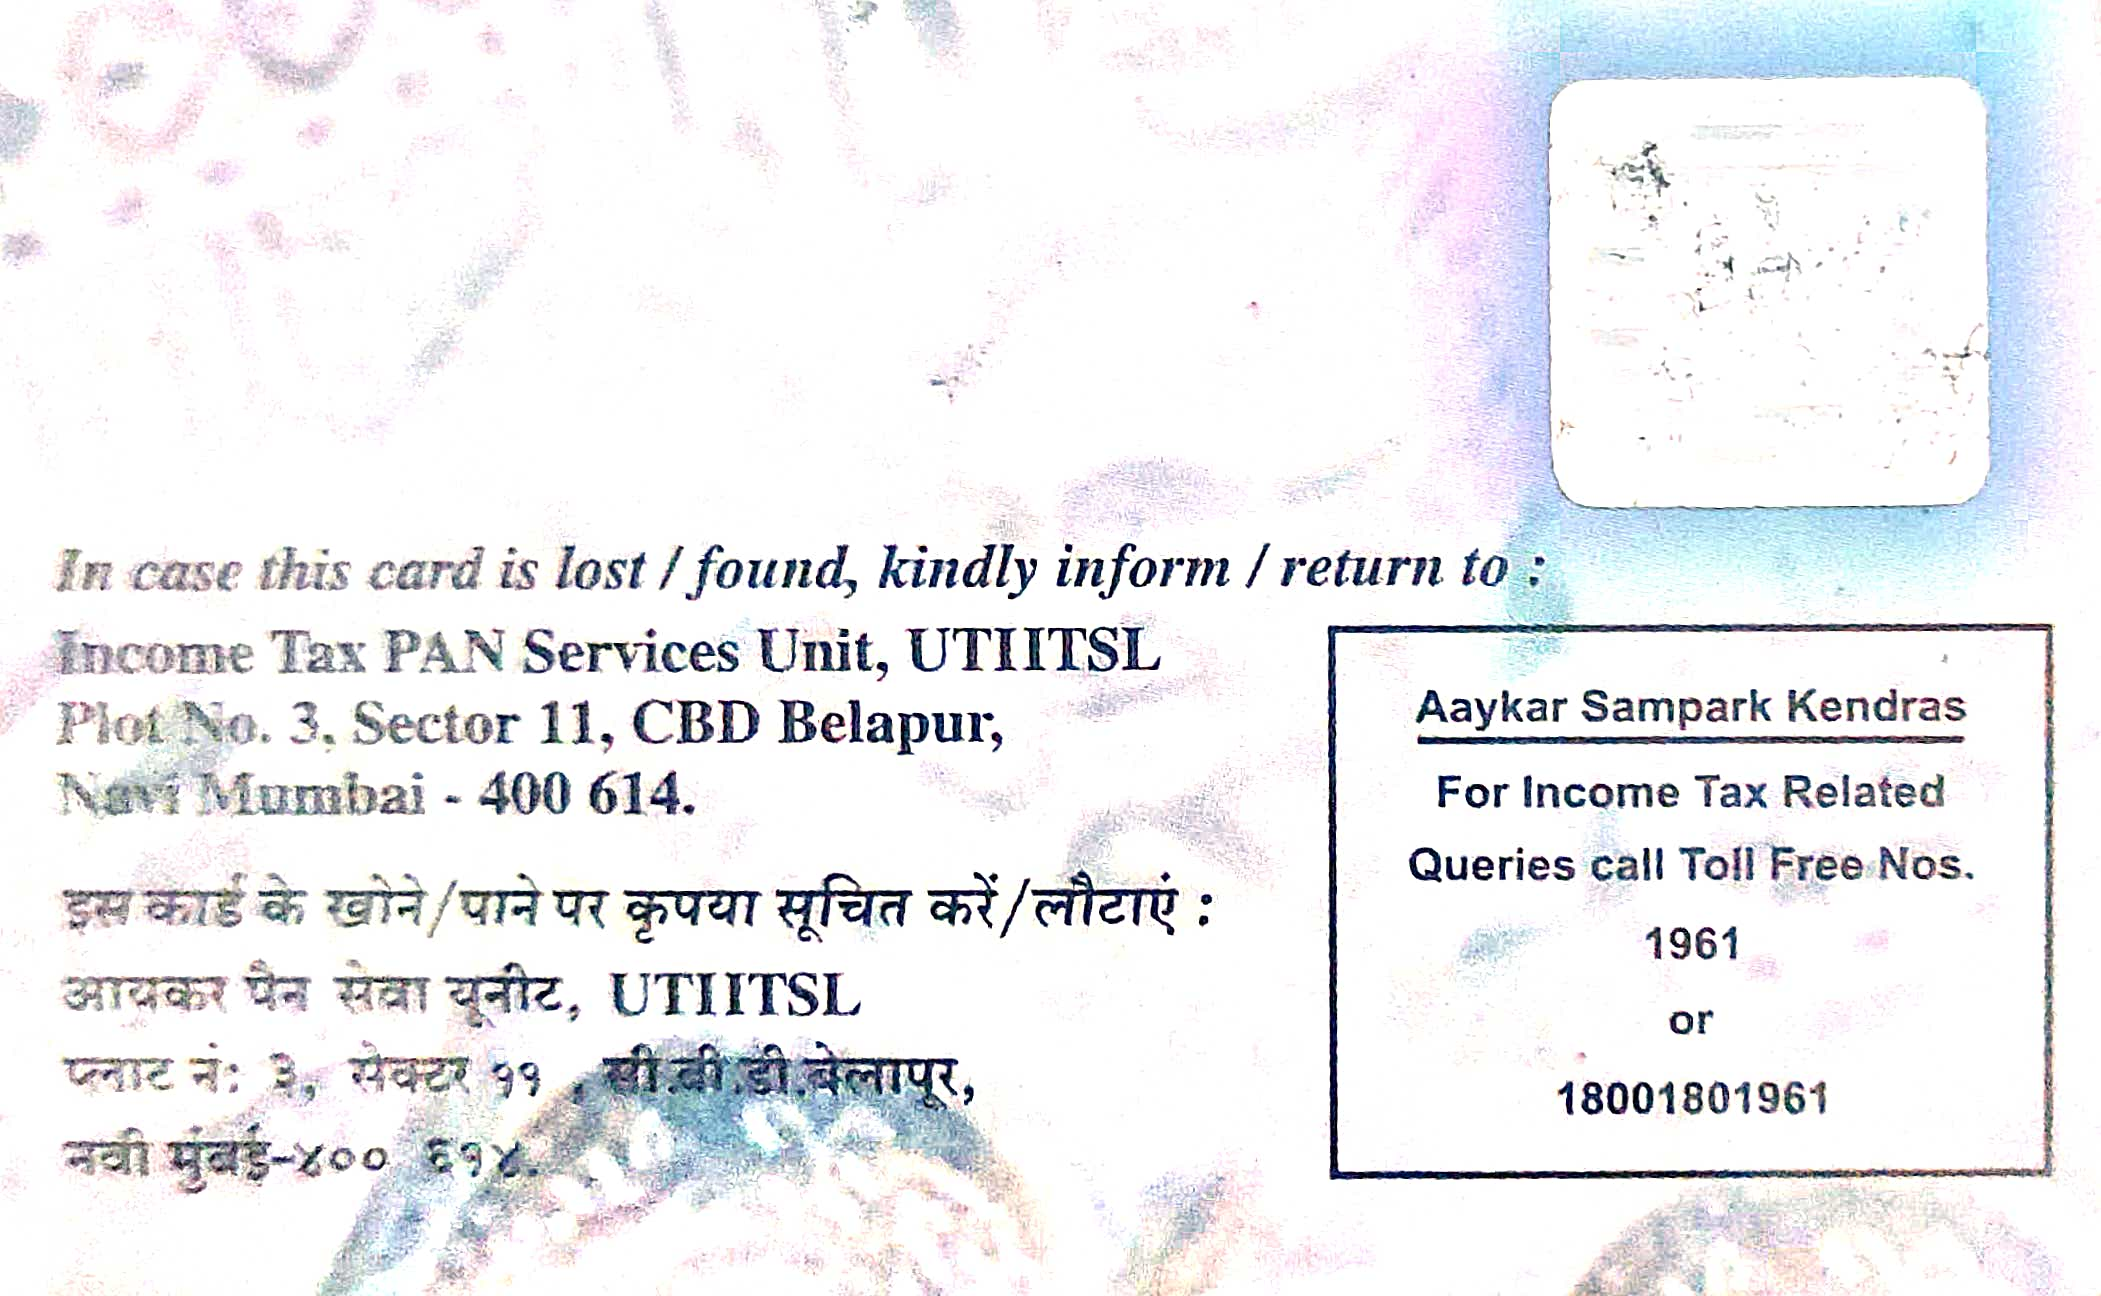 In case this card is lost / found, kindly inform / return to :
Income Tax PAN Services Unit, UTIITSL
Plot No. 3, Sector 11, CBD Belapur,
Navi Mumbai - 400 614.
इस कार्ड के खोने/पाने पर कृपया सूचित करें/लौटाएं :
आयकर पैन सेवा यूनीट, UTIITSL
प्लाट नं: ३, सेक्टर ११ , सी.बी.डी.बेलापूर,
नवी मुंबई-४०० ६१४.
Aaykar Sampark Kendras
For Income Tax Related
Queries call Toll Free Nos.
1961
or
18001801961